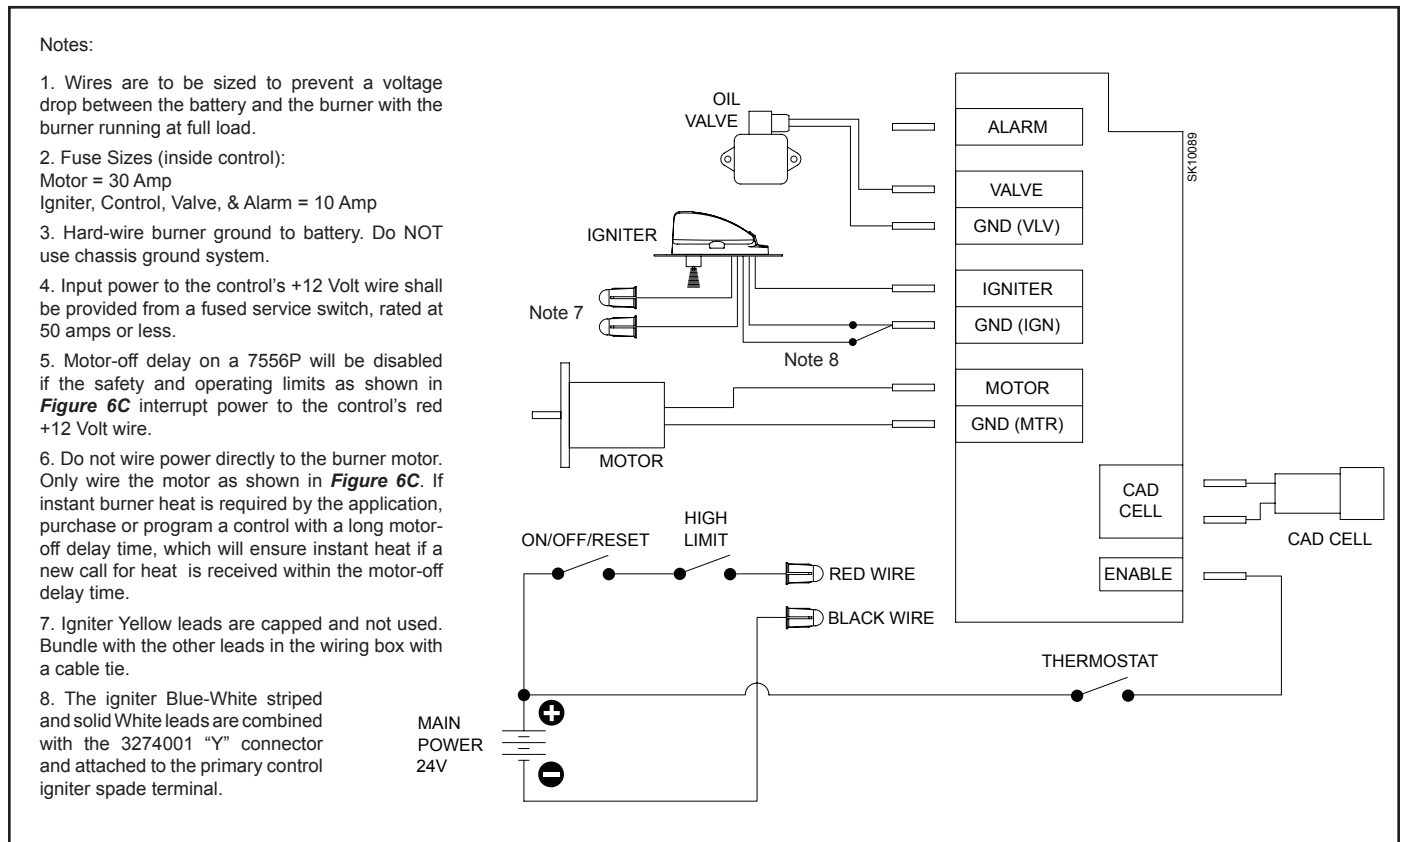 Notes:
1. Wires are to be sized to prevent a voltage
drop between the battery and the burner with the
burner running at full load.
2. Fuse Sizes (inside control):
Motor = 30 Amp
Igniter, Control, Valve, & Alarm = 10 Amp
3. Hard-wire burner ground to battery. Do NOT
use chassis ground system.
4. Input power to the control's +12 Volt wire shall
be provided from a fused service switch, rated at
50 amps or less.
5. Motor-off delay on a 7556P will be disabled
if the safety and operating limits as shown in
Figure 6C interrupt power to the control's red
+12 Volt wire.
6. Do not wire power directly to the burner motor.
Only wire the motor as shown in Figure 6C. If
instant burner heat is required by the application,
purchase or program a control with a long motor-
off delay time, which will ensure instant heat if a
new call for heat is received within the motor-off
delay time.
7. Igniter Yellow leads are capped and not used.
Bundle with the other leads in the wiring box with
a cable tie.
8. The igniter Blue-White striped
and solid White leads are combined
with the 3274001 “Y” connector
and attached to the primary control
igniter spade terminal.
OIL
VALVE
IGNITER
Note 7
Note 8
MOTOR
ALARM
VALVE
GND (VLV)
IGNITER
GND (IGN)
MOTOR
GND (MTR)
SK10089
CAD
CELL
ENABLE
CAD CELL
ON/OFF/RESET
HIGH
LIMIT
RED WIRE
BLACK WIRE
THERMOSTAT
MAIN
POWER
24V
+
−